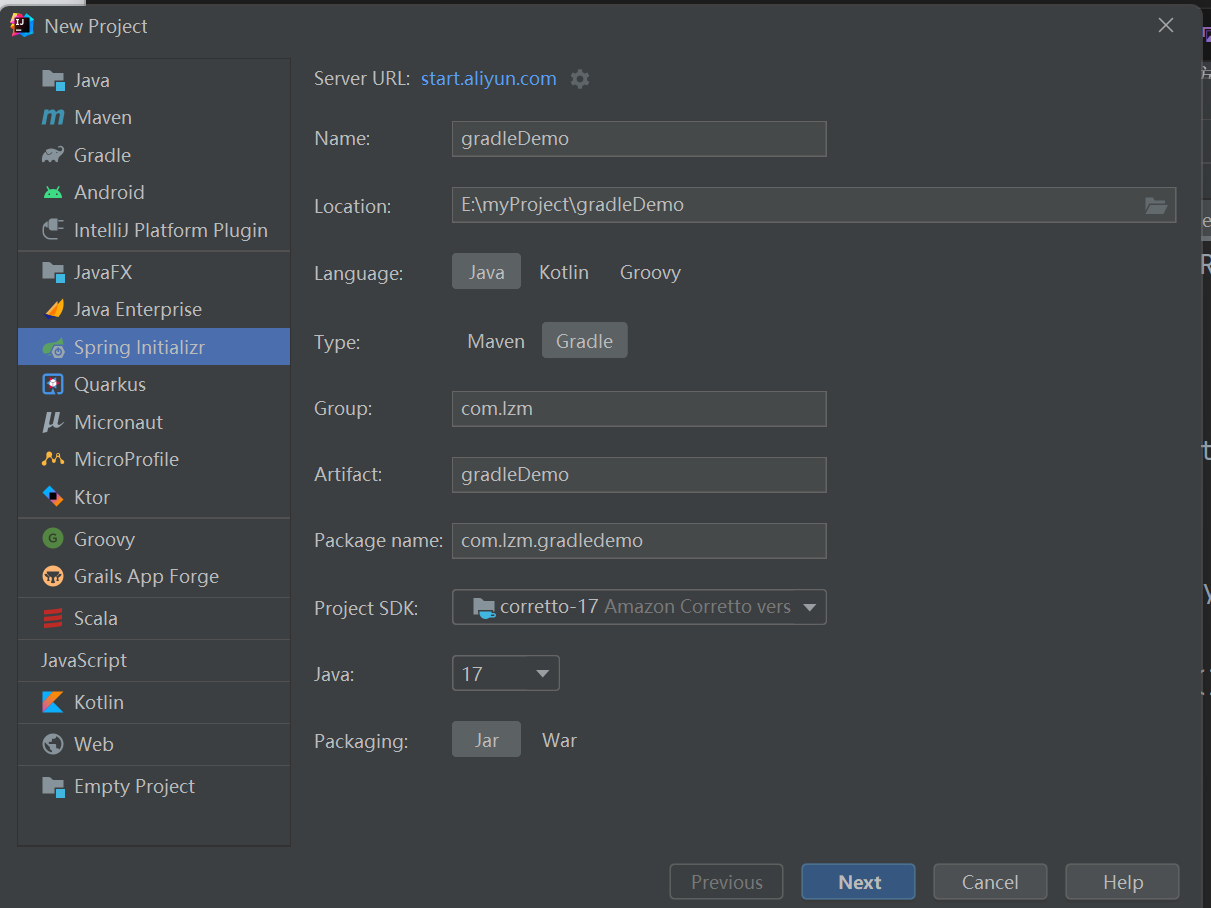 New Project
Java
Maven
Gradle
Android
IntelliJ Platform Plugin
JavaFX
Java Enterprise
Spring Initializr
Quarkus
Micronaut
MicroProfile
Ktor
Groovy
Grails App Forge
Scala
JavaScript
Kotlin
Web
Empty Project
Server URL: start.aliyun.com
Name: gradleDemo
Location: E:\myProject\gradleDemo
Language: Java Kotlin Groovy
Type: Maven Gradle
Group: com.lzm
Artifact: gradleDemo
Package name: com.lzm.gradledemo
Project SDK: corretto-17 Amazon Corretto vers
Java: 17
Packaging: Jar War
Previous Next Cancel Help